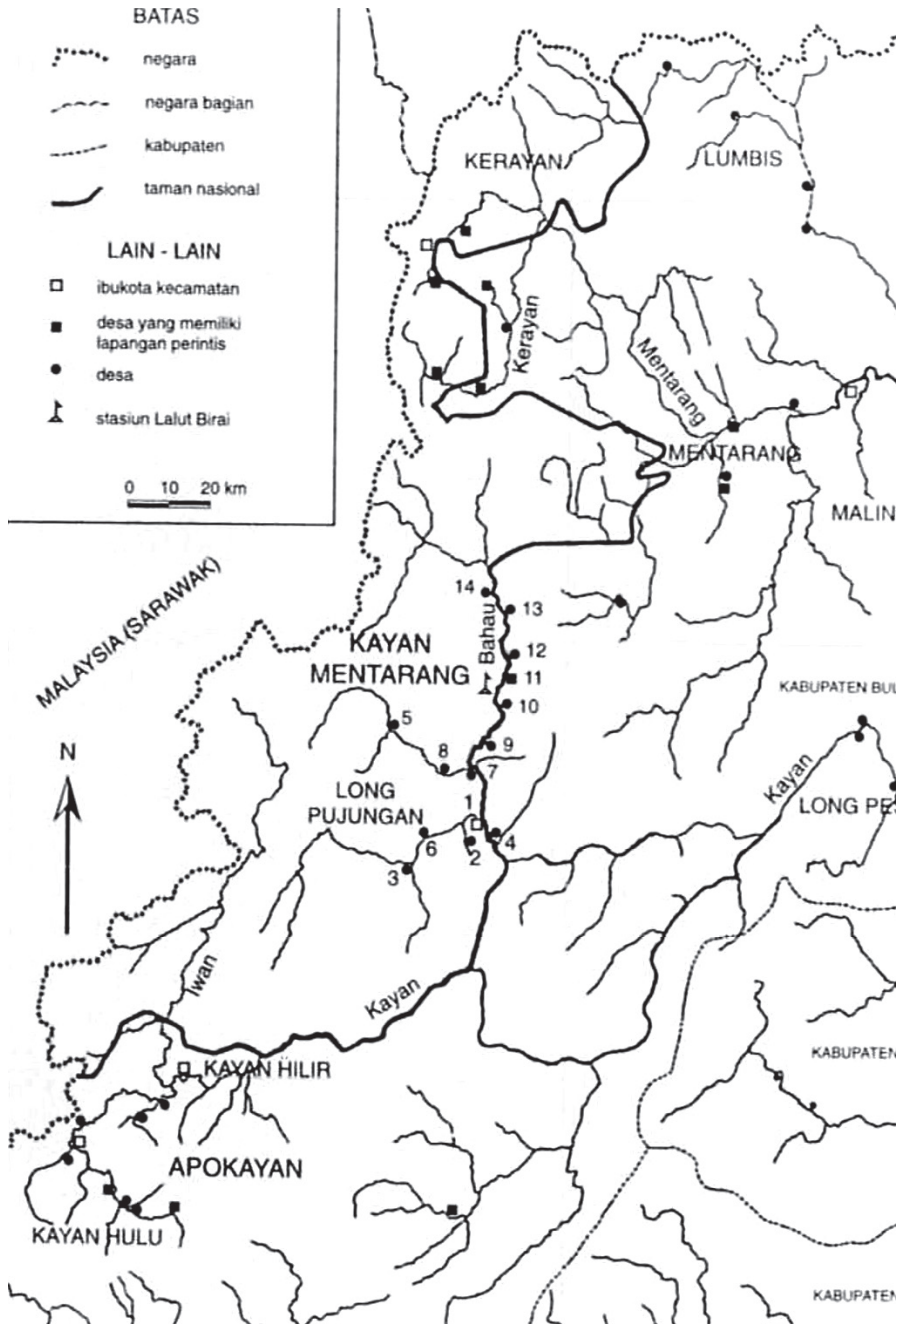 BATAS
negara
negara bagian
kabupaten
taman nasional
LAIN - LAIN
ibukota kecamatan
desa yang memiliki
lapangan perintis
desa
stasiun Lalut Birai
0 10 20 km
KERAYAN
LUMBIS
Kerayan
Mentarang
MENTARANG
MALIN
MALAYSIA (SARAWAK)
14
13
Bahau
KAYAN
MENTARANG
12
11
10
KABUPATEN BUL
5
9
8
7
N
LONG
PUJUNGAN
1
Kayan
LONG PE
6
2
4
3
Iwan
Kayan
KAYAN HILIR
KABUPATEN
APOKAYAN
KAYAN HULU
KABUPATEN